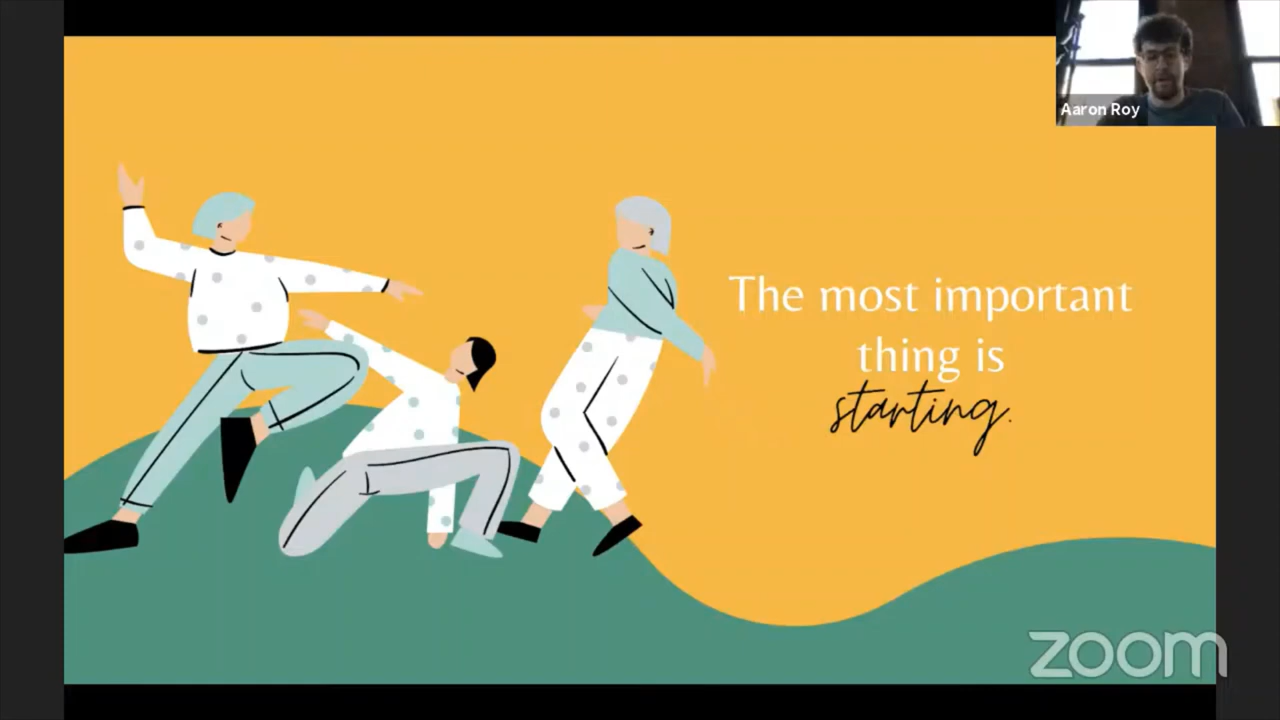 Aaron Roy
The most important
thing is
starting.
zoom